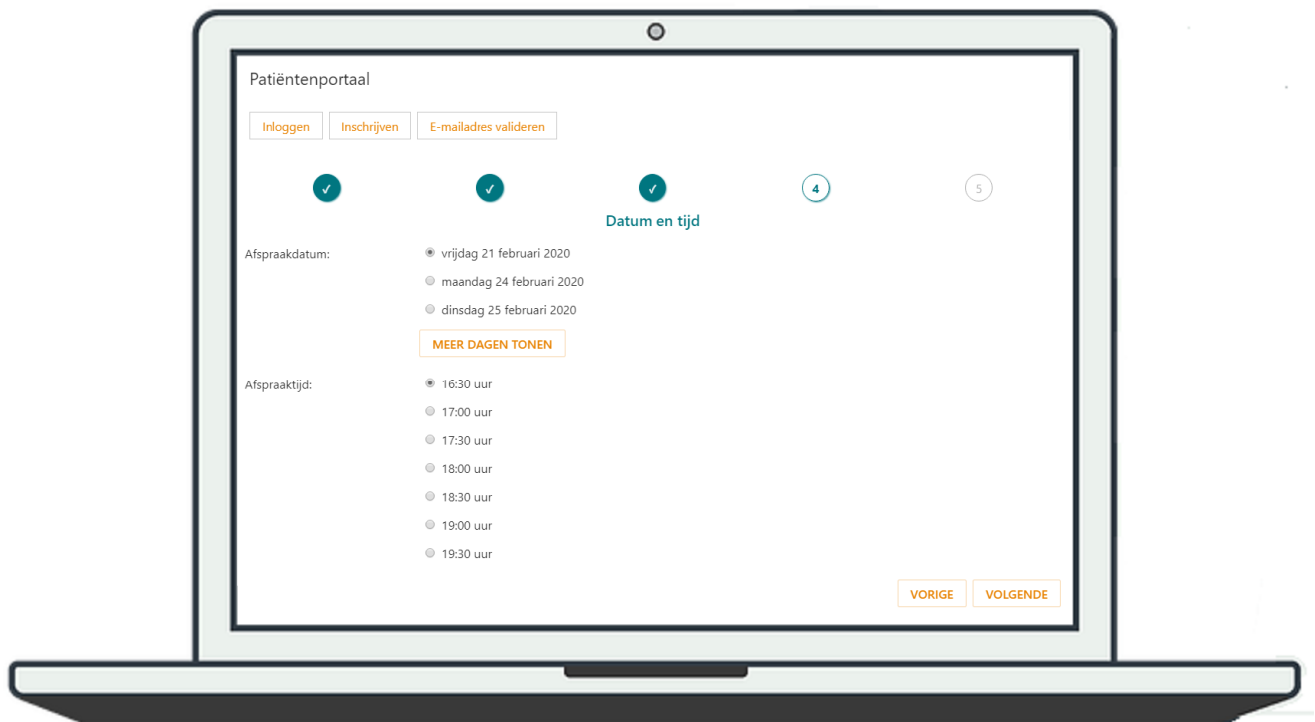 Patiëntenportaal
Inloggen Inschrijven E-mailadres valideren
✓ ✓ ✓ 4 5
Datum en tijd
Afspraakdatum: vrijdag 21 februari 2020
maandag 24 februari 2020
dinsdag 25 februari 2020
MEER DAGEN TONEN
Afspraaktijd: 16:30 uur
17:00 uur
17:30 uur
18:00 uur
18:30 uur
19:00 uur
19:30 uur
VORIGE VOLGENDE